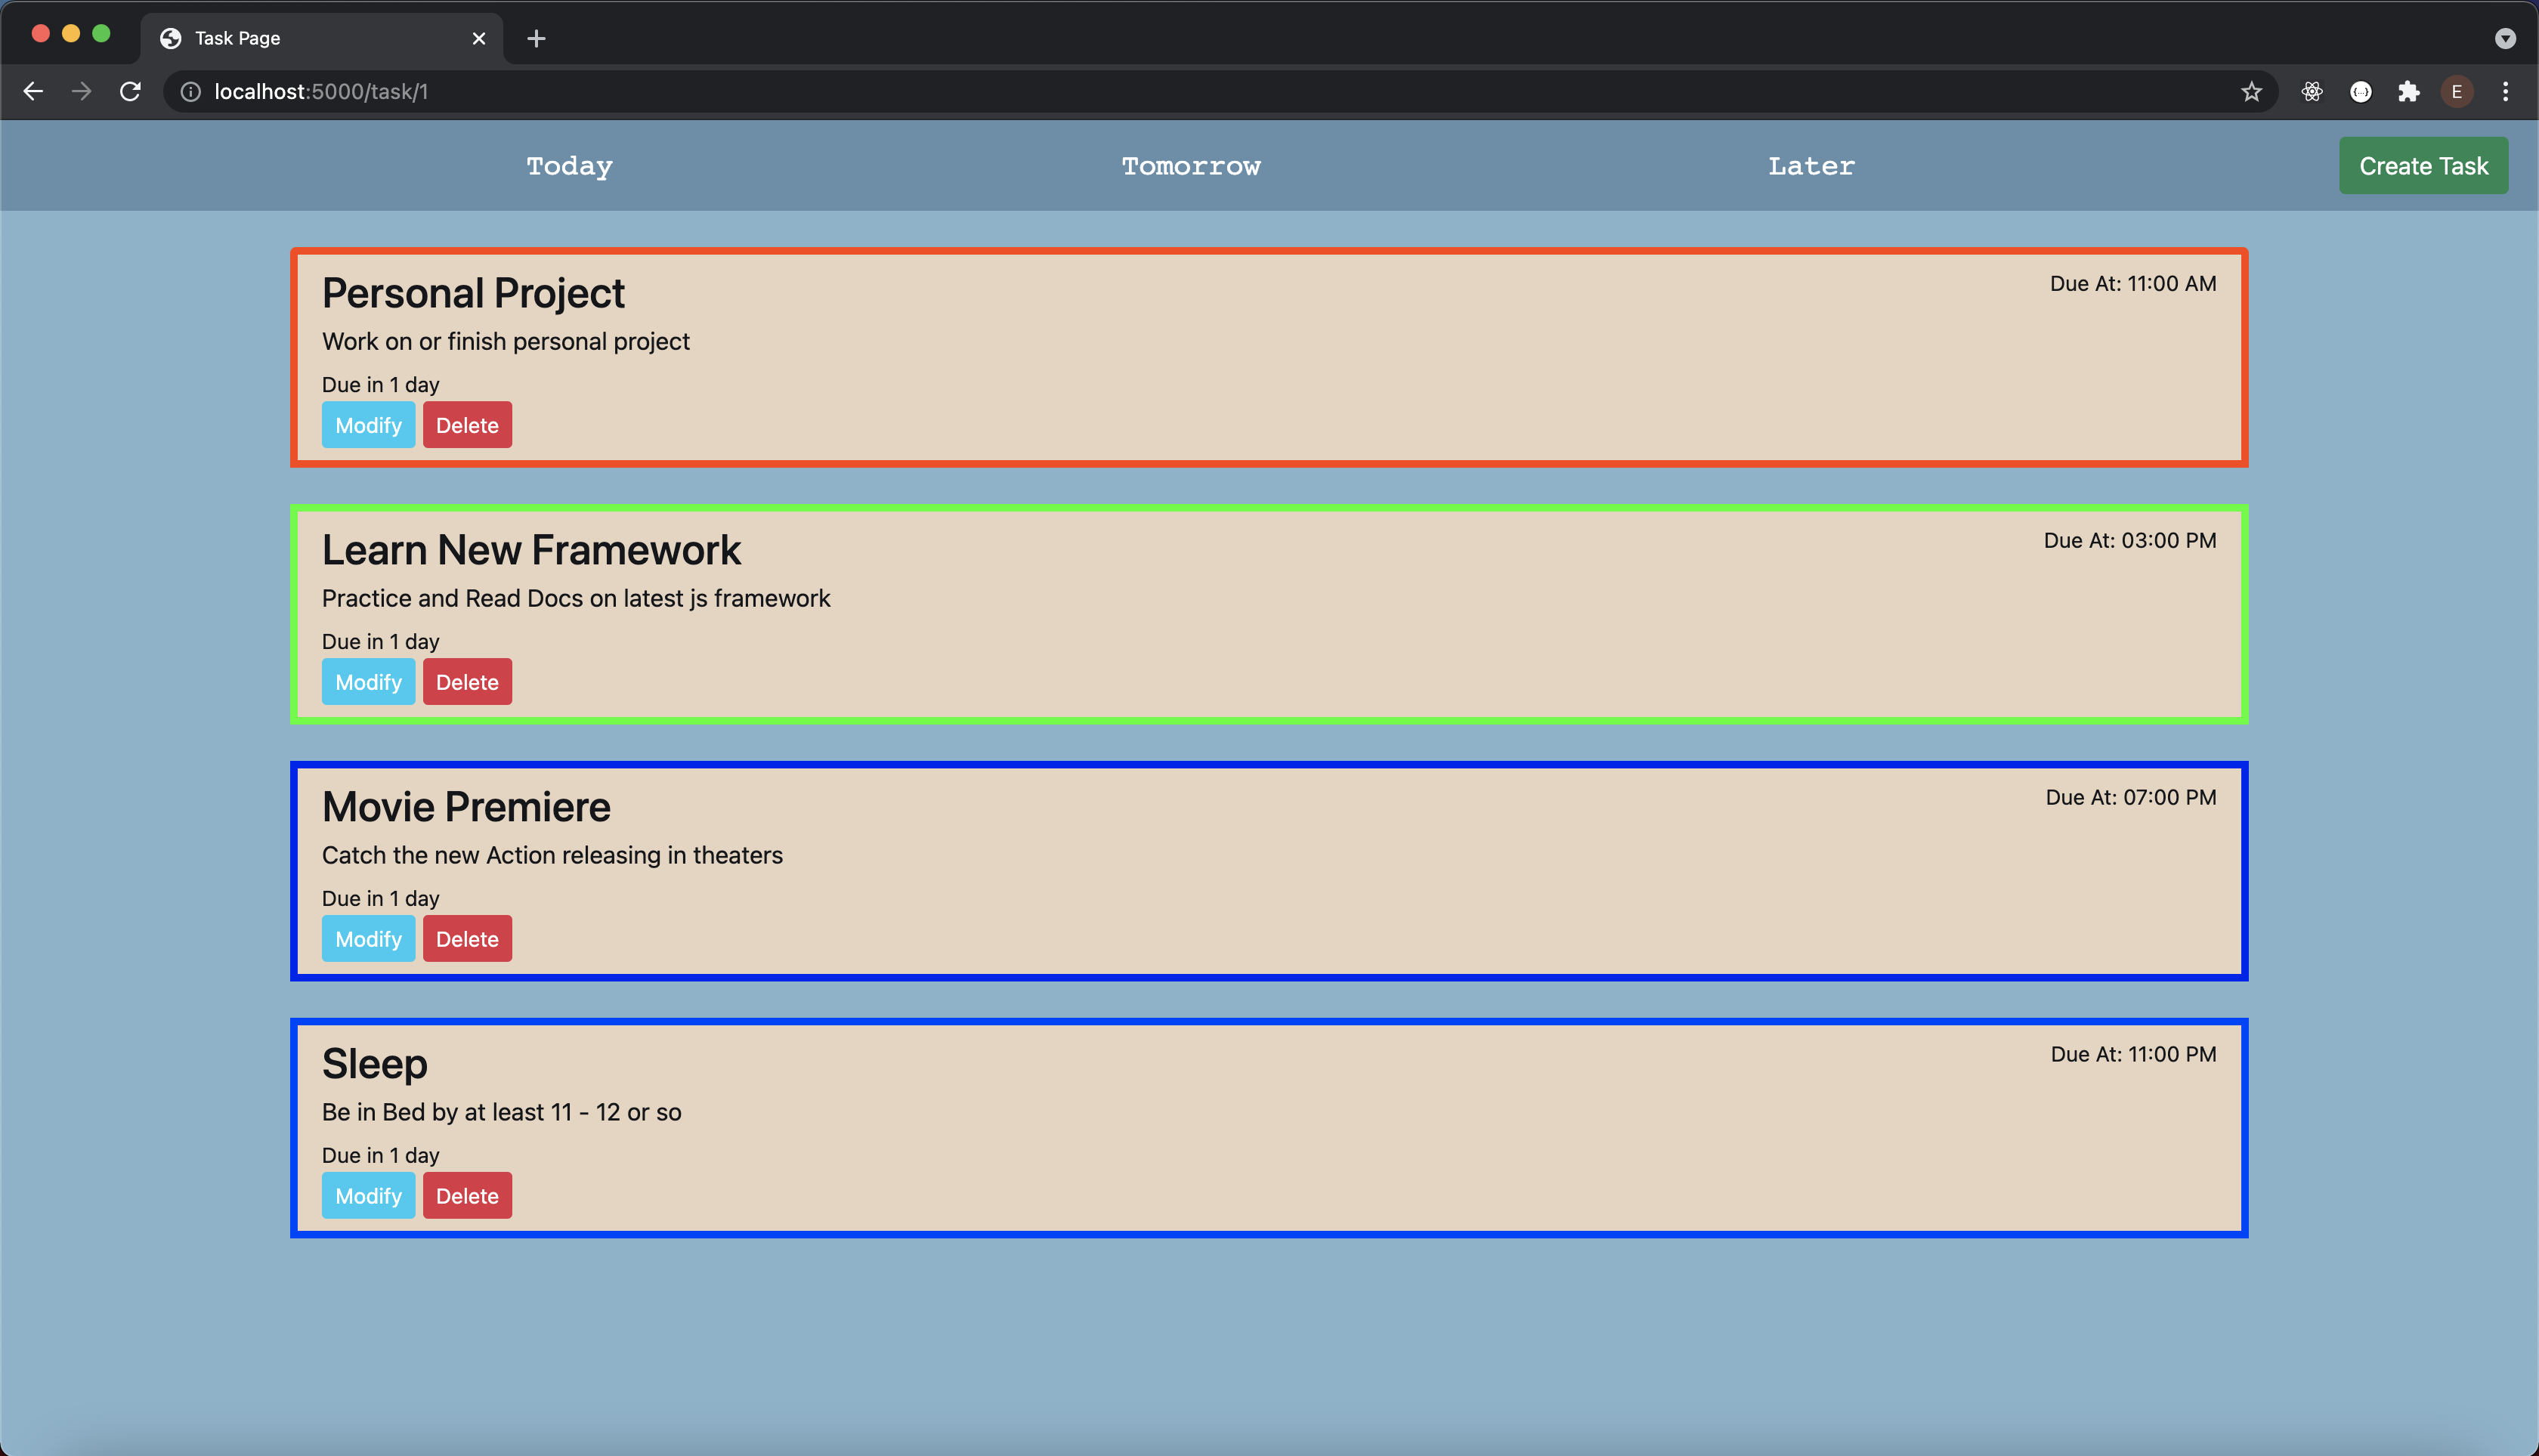 Task Page
localhost:5000/task/1
E
Today Tomorrow Later Create Task
Personal Project
Due At: 11:00 AM
Work on or finish personal project
Due in 1 day
Modify Delete
Learn New Framework
Due At: 03:00 PM
Practice and Read Docs on latest js framework
Due in 1 day
Modify Delete
Movie Premiere
Due At: 07:00 PM
Catch the new Action releasing in theaters
Due in 1 day
Modify Delete
Sleep
Due At: 11:00 PM
Be in Bed by at least 11 - 12 or so
Due in 1 day
Modify Delete